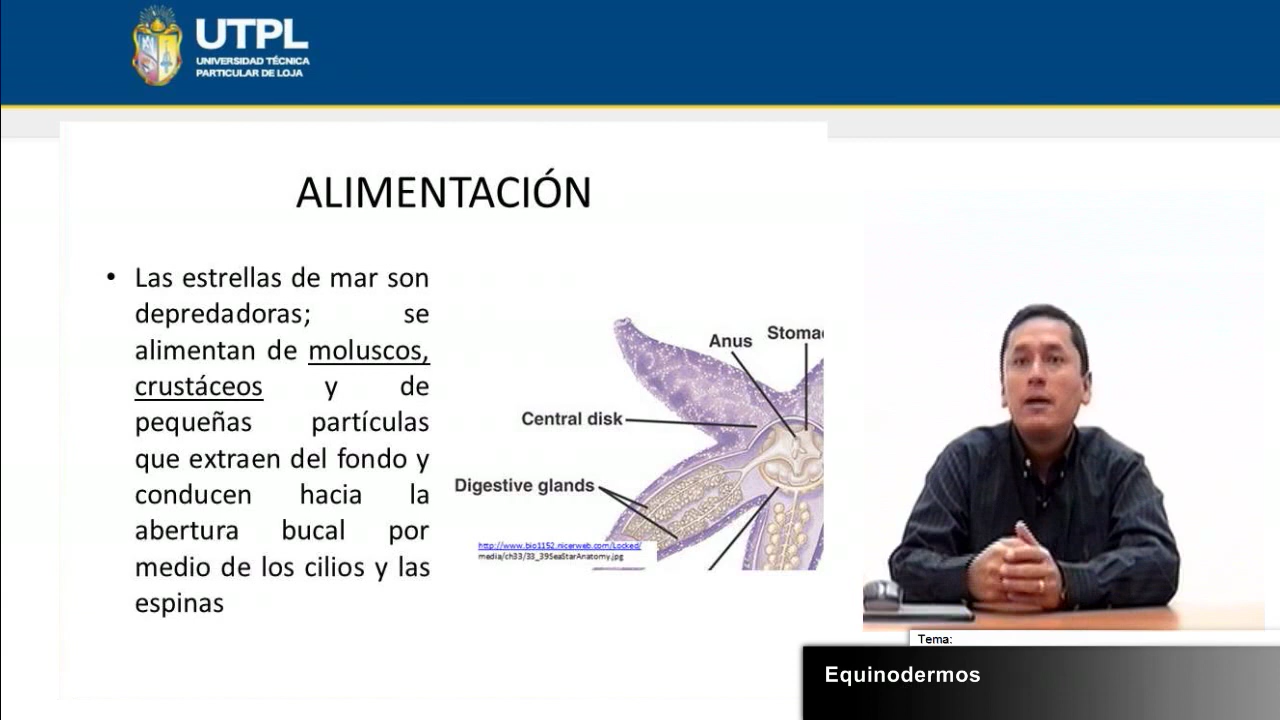 UTPL
UNIVERSIDAD TÉCNICA
PARTICULAR DE LOJA
ALIMENTACIÓN
• Las estrellas de mar son
depredadoras; se
alimentan de moluscos,
crustáceos y de
pequeñas partículas
que extraen del fondo y
conducen hacia la
abertura bucal por
medio de los cilios y las
espinas
Anus
Stomac
Central disk
Digestive glands
http://www.bio1152.nicerweb.com/Locked/
media/ch33/33_39SeaStarAnatomy.jpg
Tema:
Equinodermos